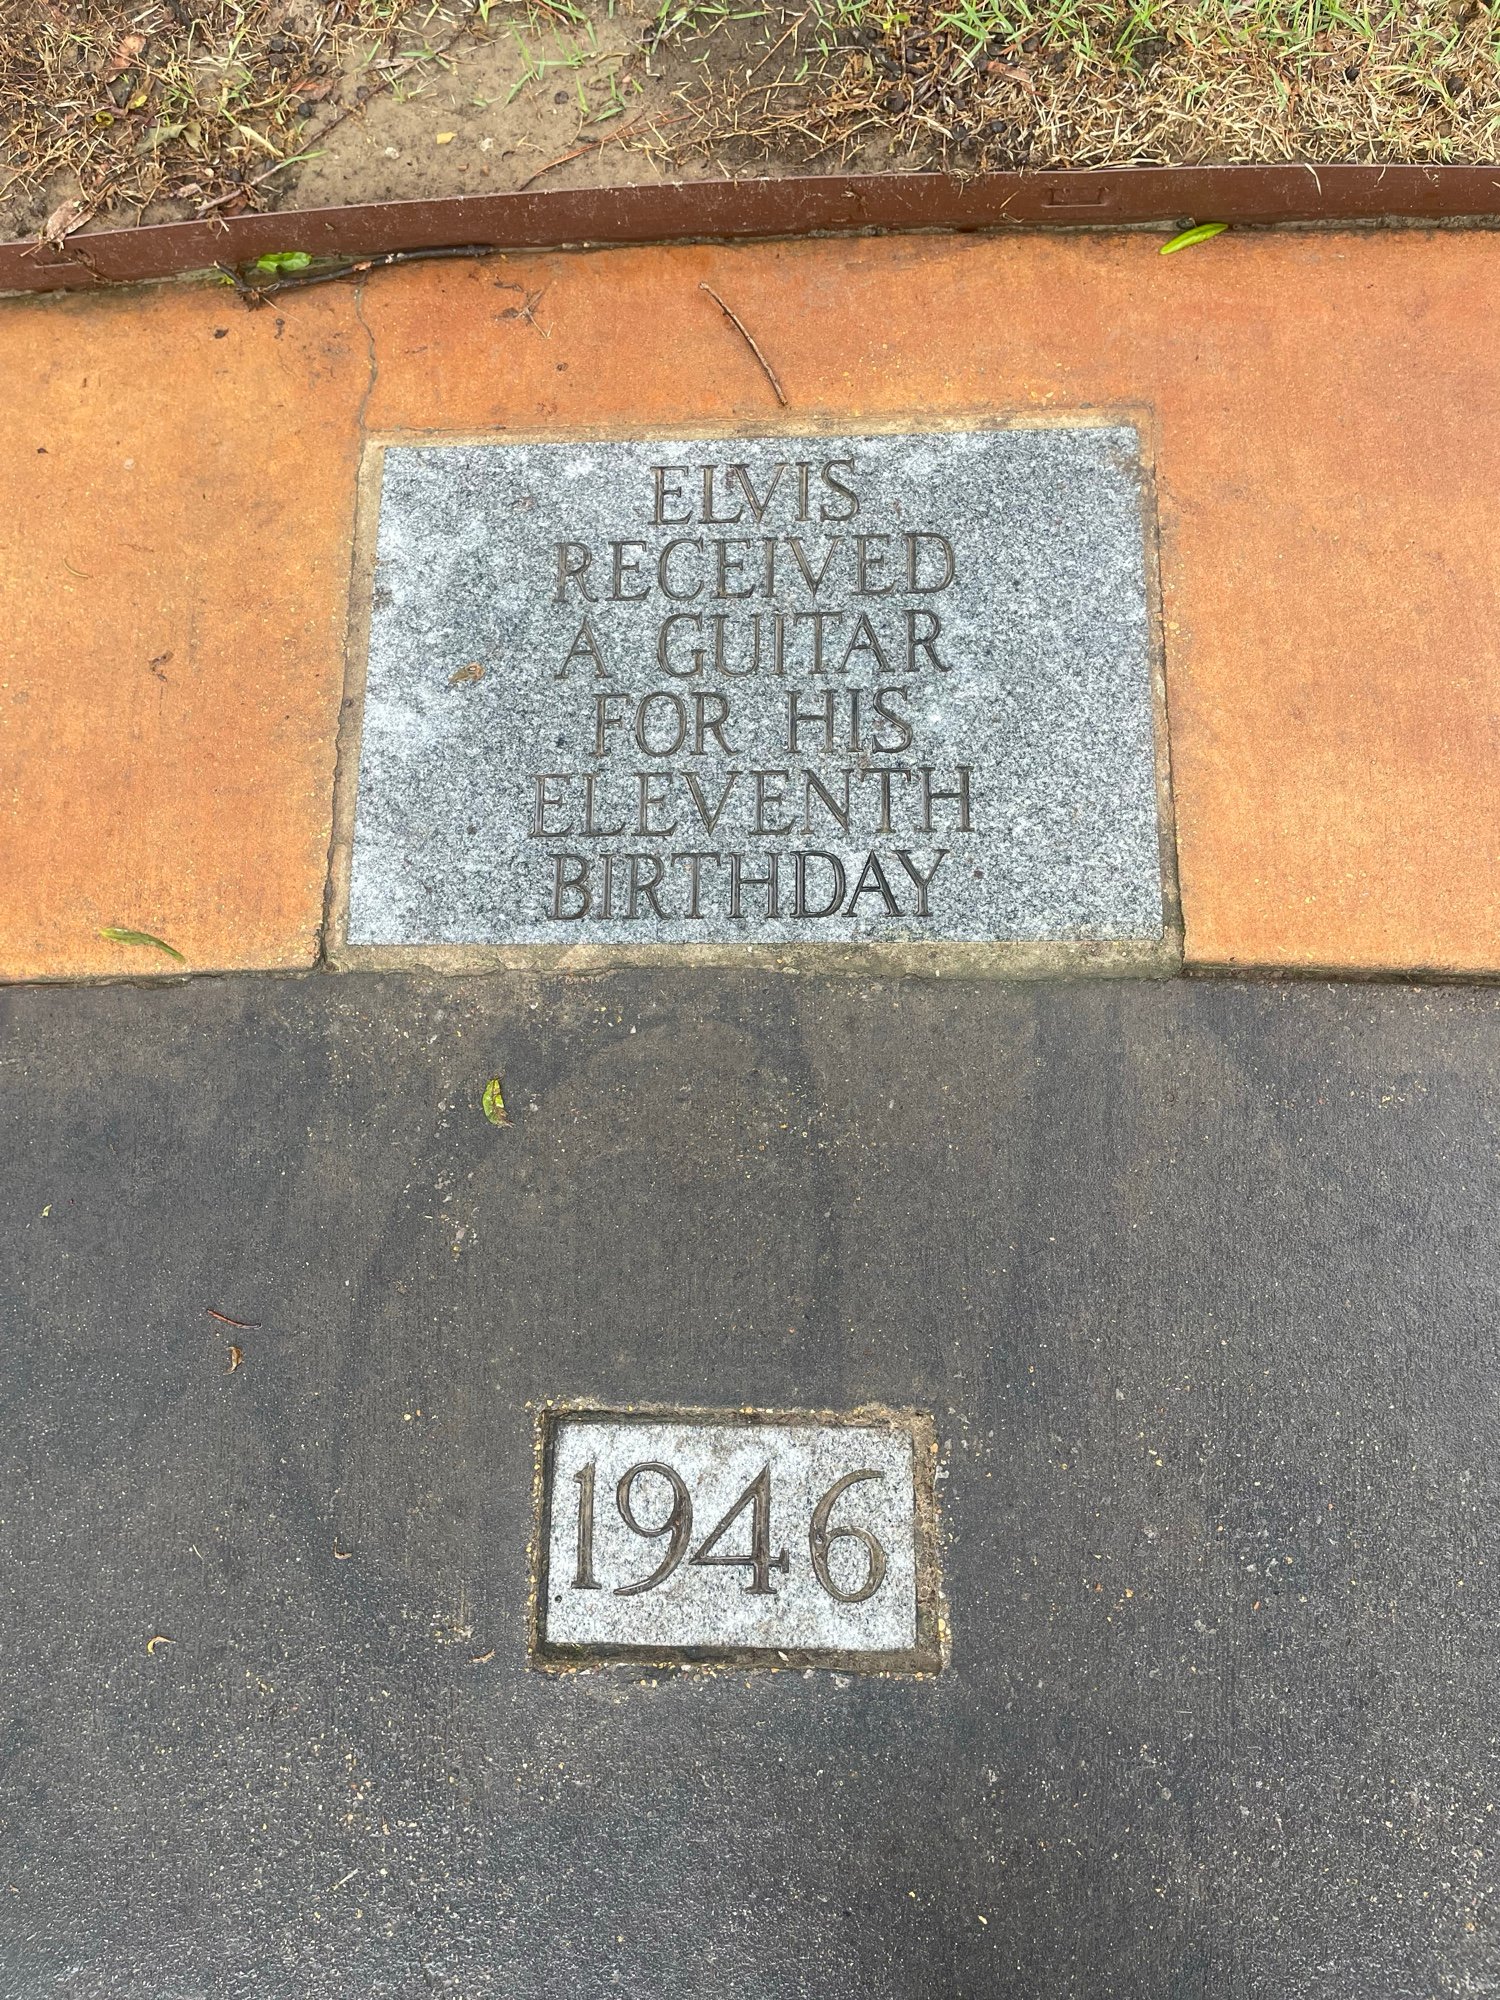 ELVIS
RECEIVED
A GUITAR
FOR HIS
ELEVENTH
BIRTHDAY
1946